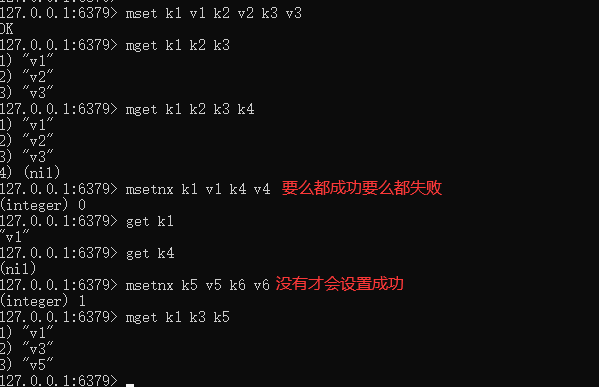 127.0.0.1:6379> mset k1 v1 k2 v2 k3 v3
OK
127.0.0.1:6379> mget k1 k2 k3
1) "v1"
2) "v2"
3) "v3"
127.0.0.1:6379> mget k1 k2 k3 k4
1) "v1"
2) "v2"
3) "v3"
4) (nil)
127.0.0.1:6379> msetnx k1 v1 k4 v4 要么都成功要么都失败
(integer) 0
127.0.0.1:6379> get k1
"v1"
127.0.0.1:6379> get k4
(nil)
127.0.0.1:6379> msetnx k5 v5 k6 v6 没有才会设置成功
(integer) 1
127.0.0.1:6379> mget k1 k3 k5
1) "v1"
2) "v3"
3) "v5"
127.0.0.1:6379>